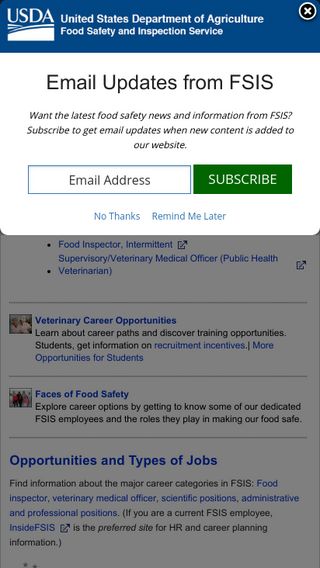 USDA United States Department of Agriculture
Food Safety and Inspection Service
Email Updates from FSIS
Want the latest food safety news and information from FSIS?
Subscribe to get email updates when new content is added to
our website.
Email Address
SUBSCRIBE
No Thanks Remind Me Later
Food Inspector, Intermittent
Supervisory/Veterinary Medical Officer (Public Health
Veterinarian)
Veterinary Career Opportunities
Learn about career paths and discover training opportunities.
Students, get information on recruitment incentives.| More
Opportunities for Students
Faces of Food Safety
Explore career options by getting to know some of our dedicated
FSIS employees and the roles they play in making our food safe.
Opportunities and Types of Jobs
Find information about the major career categories in FSIS: Food
inspector, veterinary medical officer, scientific positions, administrative
and professional positions. (If you are a current FSIS employee,
InsideFSIS is the preferred site for HR and career planning
information.)